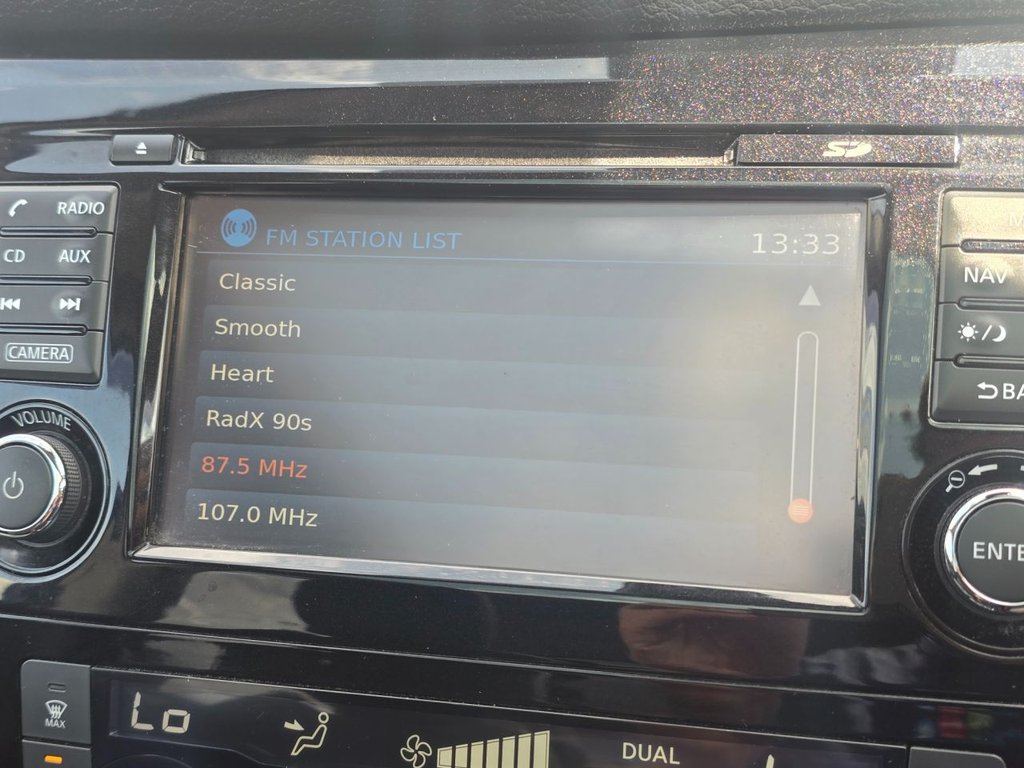 SD
RADIO
CD AUX
CAMERA
VOLUME
FM STATION LIST 13:33
Classic
Smooth
Heart
RadX 90s
87.5 MHz
107.0 MHz
NAV
MAX
Lo
DUAL